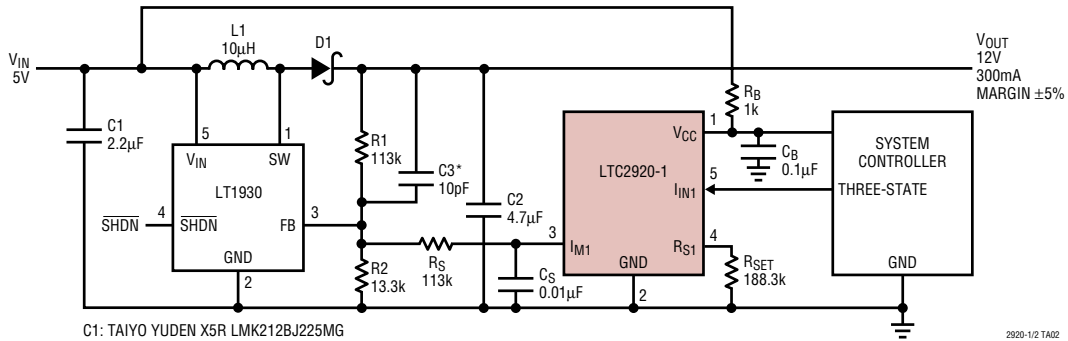 L1
10µH
D1
V_IN
5V
V_OUT
12V
300mA
MARGIN ±5%
R_B
1k
C1
2.2µF
5
1
V_IN
SW
LT1930
R1
113k
C3*
10pF
C2
4.7µF
1
V_CC
LTC2920-1
C_B
0.1µF
SYSTEM
CONTROLLER
5
I_IN1
THREE-STATE
SHDN
4
SHDN
FB
3
GND
2
R2
13.3k
R_S
113k
C_S
0.01µF
3
I_M1
4
R_S1
GND
2
R_SET
188.3k
GND
C1: TAIYO YUDEN X5R LMK212BJ225MG
2920-1/2 TA02